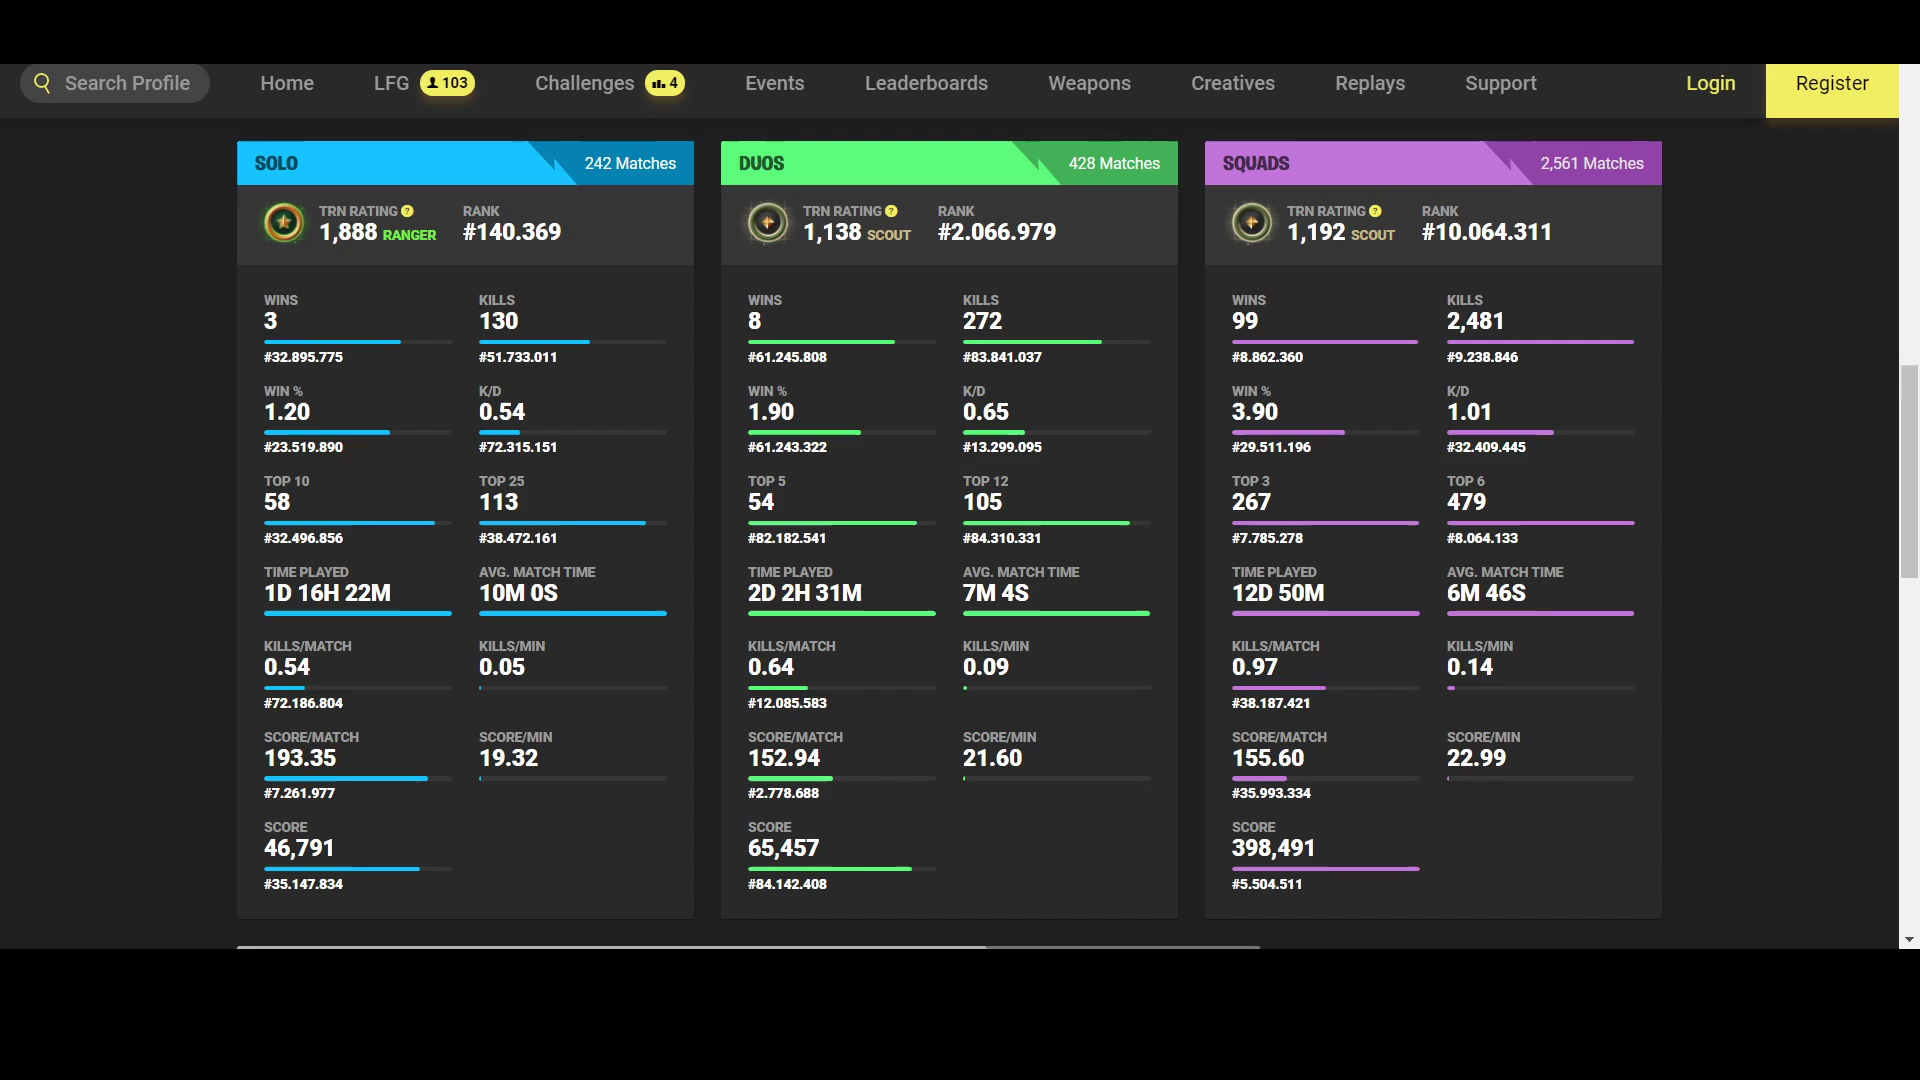 Search Profile Home LFG 103 Challenges 4 Events Leaderboards Weapons Creatives Replays Support Login Register
SOLO 242 Matches
TRN RATING ? RANK
1,888 RANGER #140.369
WINS KILLS
3 130
#32.895.775 #51.733.011
WIN % K/D
1.20 0.54
#23.519.890 #72.315.151
TOP 10 TOP 25
58 113
#32.496.856 #38.472.161
TIME PLAYED AVG. MATCH TIME
1D 16H 22M 10M 0S
KILLS/MATCH KILLS/MIN
0.54 0.05
#72.186.804
SCORE/MATCH SCORE/MIN
193.35 19.32
#7.261.977
SCORE
46,791
#35.147.834
DUOS 428 Matches
TRN RATING ? RANK
1,138 SCOUT #2.066.979
WINS KILLS
8 272
#61.245.808 #83.841.037
WIN % K/D
1.90 0.65
#61.243.322 #13.299.095
TOP 5 TOP 12
54 105
#82.182.541 #84.310.331
TIME PLAYED AVG. MATCH TIME
2D 2H 31M 7M 4S
KILLS/MATCH KILLS/MIN
0.64 0.09
#12.085.583
SCORE/MATCH SCORE/MIN
152.94 21.60
#2.778.688
SCORE
65,457
#84.142.408
SQUADS 2,561 Matches
TRN RATING ? RANK
1,192 SCOUT #10.064.311
WINS KILLS
99 2,481
#8.862.360 #9.238.846
WIN % K/D
3.90 1.01
#29.511.196 #32.409.445
TOP 3 TOP 6
267 479
#7.785.278 #8.064.133
TIME PLAYED AVG. MATCH TIME
12D 50M 6M 46S
KILLS/MATCH KILLS/MIN
0.97 0.14
#38.187.421
SCORE/MATCH SCORE/MIN
155.60 22.99
#35.993.334
SCORE
398,491
#5.504.511